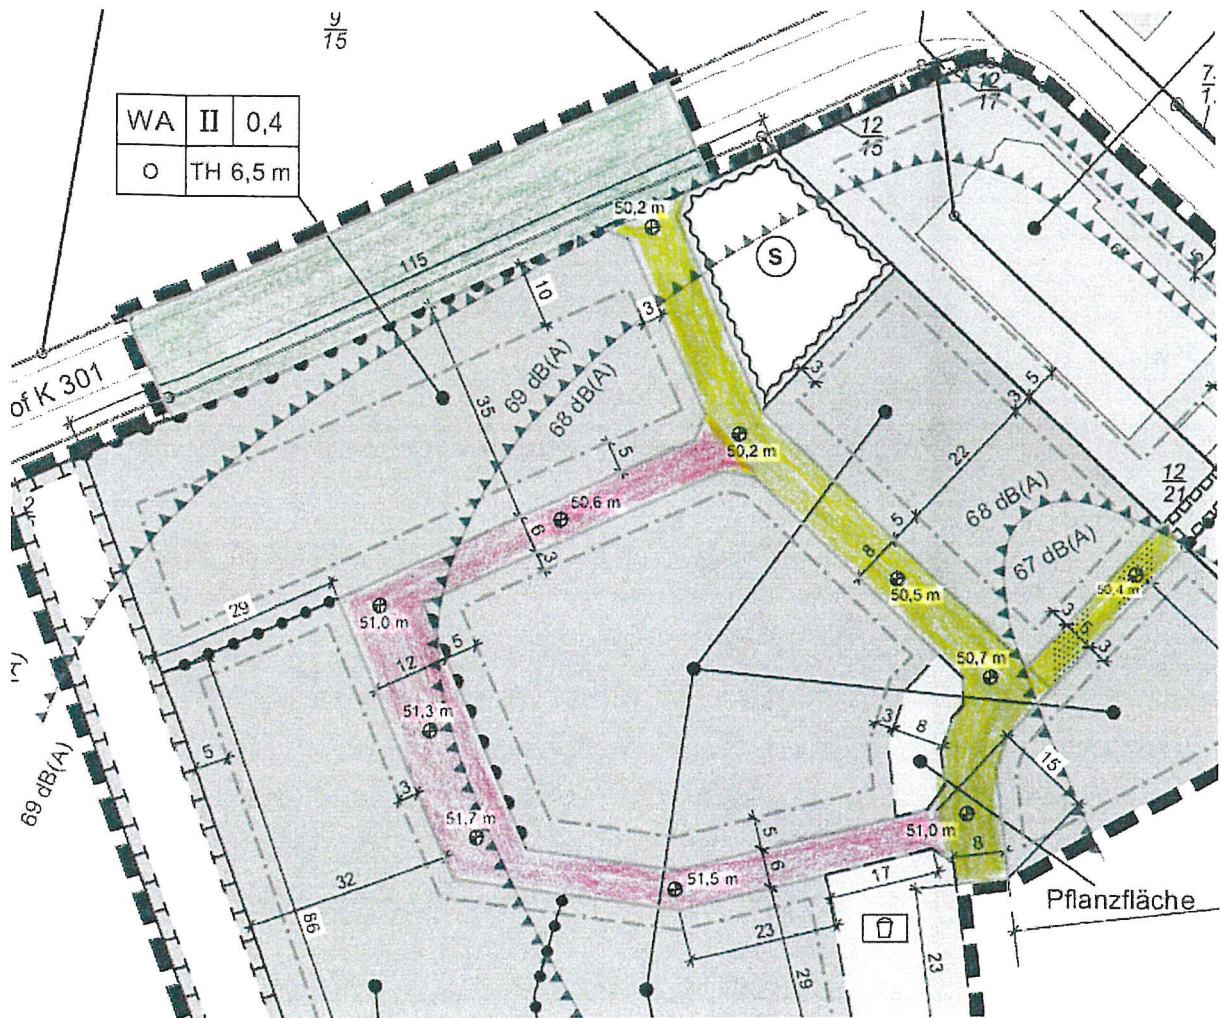 9
15
WA II 0,4
O TH 6,5 m
12
17
12
15
50,2 m
S
115
10
3
of K 301
69 dB(A)
68 dB(A)
35
5
3
5
3
22
50,2 m
50,6 m
6
3
5
8
12
21
68 dB(A)
67 dB(A)
50,5 m
50,4 m
29
51,0 m
12
5
3
6
3
50,7 m
51,3 m
3
8
5
3
15
69 dB(A)
51,7 m
5
6
51,0 m
8
32
86
51,5 m
17
Pflanzfläche
23
29
23